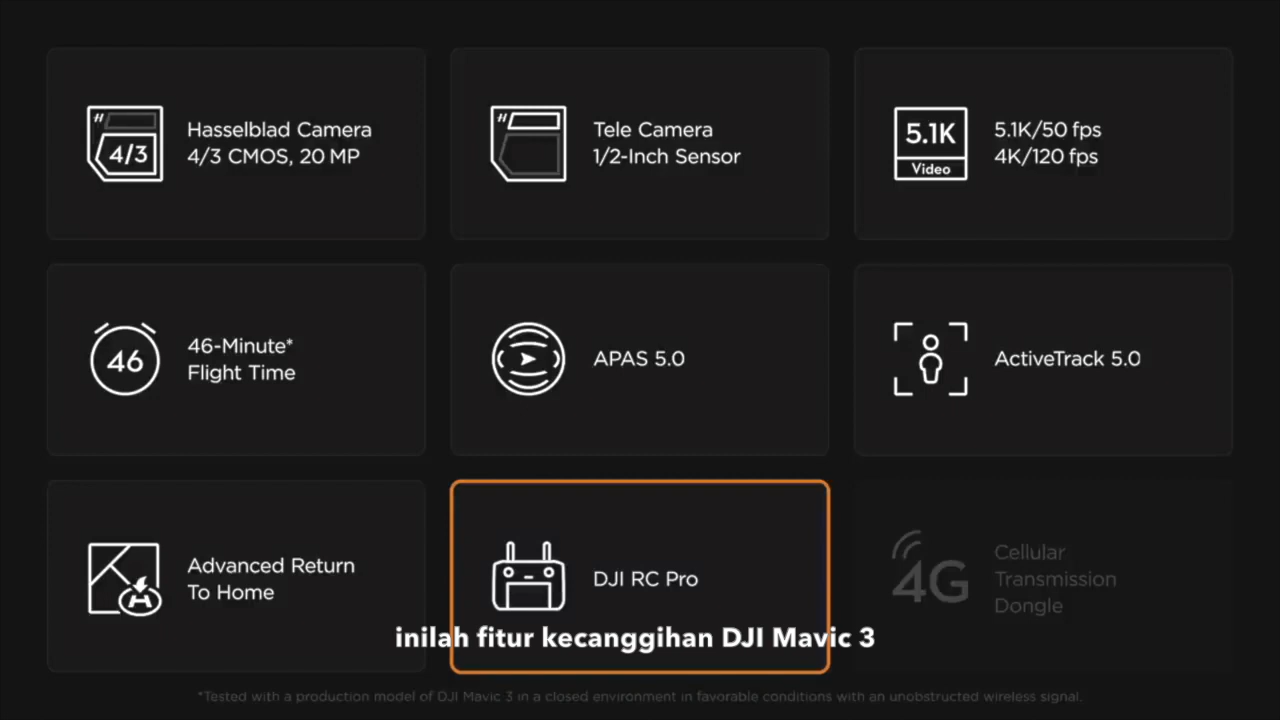 4/3
Hasselblad Camera
4/3 CMOS, 20 MP
Tele Camera
1/2-Inch Sensor
5.1K
Video
5.1K/50 fps
4K/120 fps
46
46-Minute*
Flight Time
APAS 5.0
ActiveTrack 5.0
Advanced Return
To Home
DJI RC Pro
4G
Cellular
Transmission
Dongle
inilah fitur kecanggihan DJI Mavic 3
*Tested with a production model of DJI Mavic 3 in a closed environment in favorable conditions with an unobstructed wireless signal.